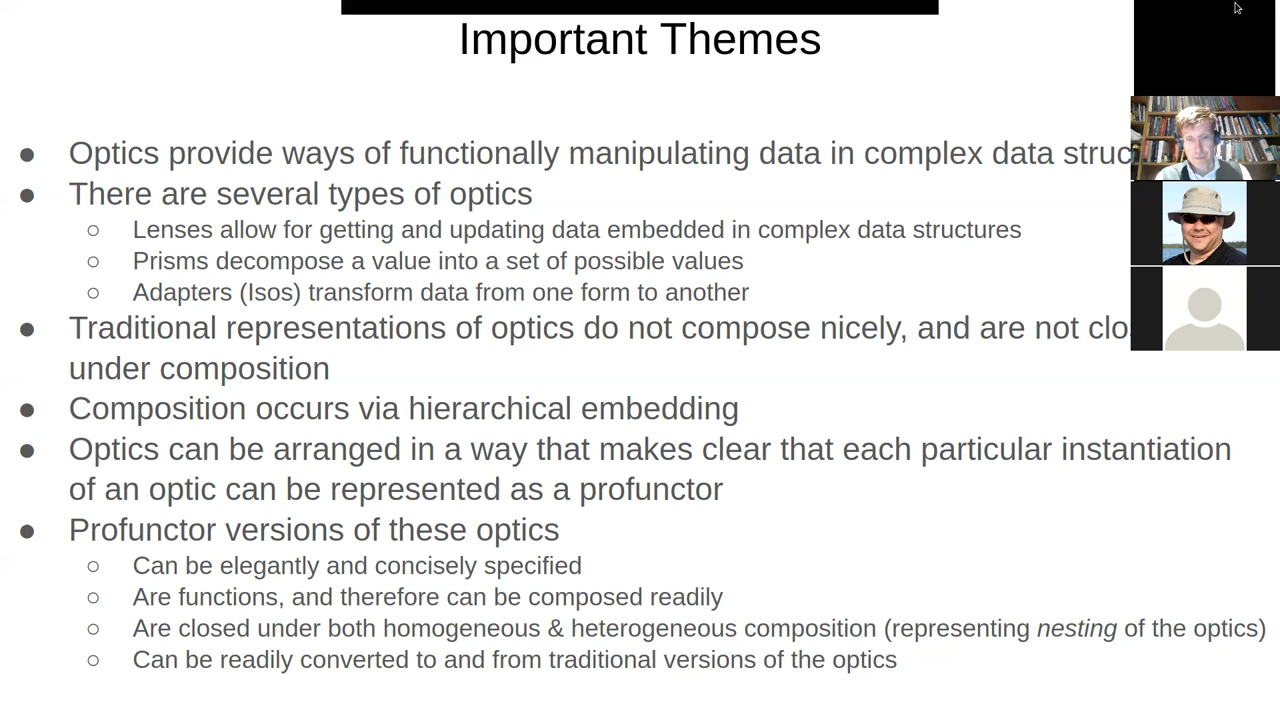 Important Themes
● Optics provide ways of functionally manipulating data in complex data struc
● There are several types of optics
○ Lenses allow for getting and updating data embedded in complex data structures
○ Prisms decompose a value into a set of possible values
○ Adapters (Isos) transform data from one form to another
● Traditional representations of optics do not compose nicely, and are not clo
under composition
● Composition occurs via hierarchical embedding
● Optics can be arranged in a way that makes clear that each particular instantiation
of an optic can be represented as a profunctor
● Profunctor versions of these optics
○ Can be elegantly and concisely specified
○ Are functions, and therefore can be composed readily
○ Are closed under both homogeneous & heterogeneous composition (representing nesting of the optics)
○ Can be readily converted to and from traditional versions of the optics